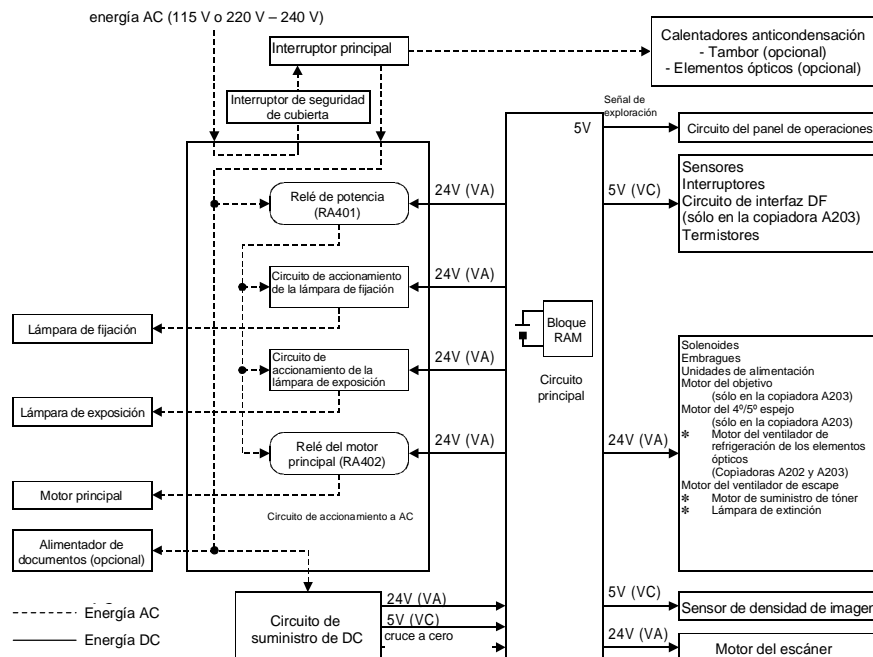 energía AC (115 V o 220 V – 240 V)
Interruptor principal
Calentadores anticondensación
- Tambor (opcional)
- Elementos ópticos (opcional)
Interruptor de seguridad
de cubierta
Señal de
exploración
5V
Circuito del panel de operaciones
Relé de potencia
(RA401)
24V (VA)
5V (VC)
Sensores
Interruptores
Circuito de interfaz DF
(sólo en la copiadora A203)
Termistores
Circuito de accionamiento
de la lámpara de fijación
24V (VA)
Lámpara de fijación
Bloque
RAM
Circuito
principal
Circuito de
accionamiento de la
lámpara de exposición
24V (VA)
Lámpara de exposición
Solenoides
Embragues
Unidades de alimentación
Motor del objetivo
(sólo en la copiadora A203)
Motor del 4º/5º espejo
(sólo en la copiadora A203)
* Motor del ventilador de
refrigeración de los elementos
ópticos
(Copiadoras A202 y A203)
Motor del ventilador de escape
* Motor de suministro de tóner
* Lámpara de extinción
Relé del motor
principal (RA402)
24V (VA)
24V (VA)
Motor principal
Circuito de accionamiento a AC
Alimentador de
documentos (opcional)
Energía AC
Energía DC
Circuito de
suministro de DC
24V (VA)
5V (VC)
cruce a cero
5V (VC)
Sensor de densidad de imagen
24V (VA)
Motor del escáner